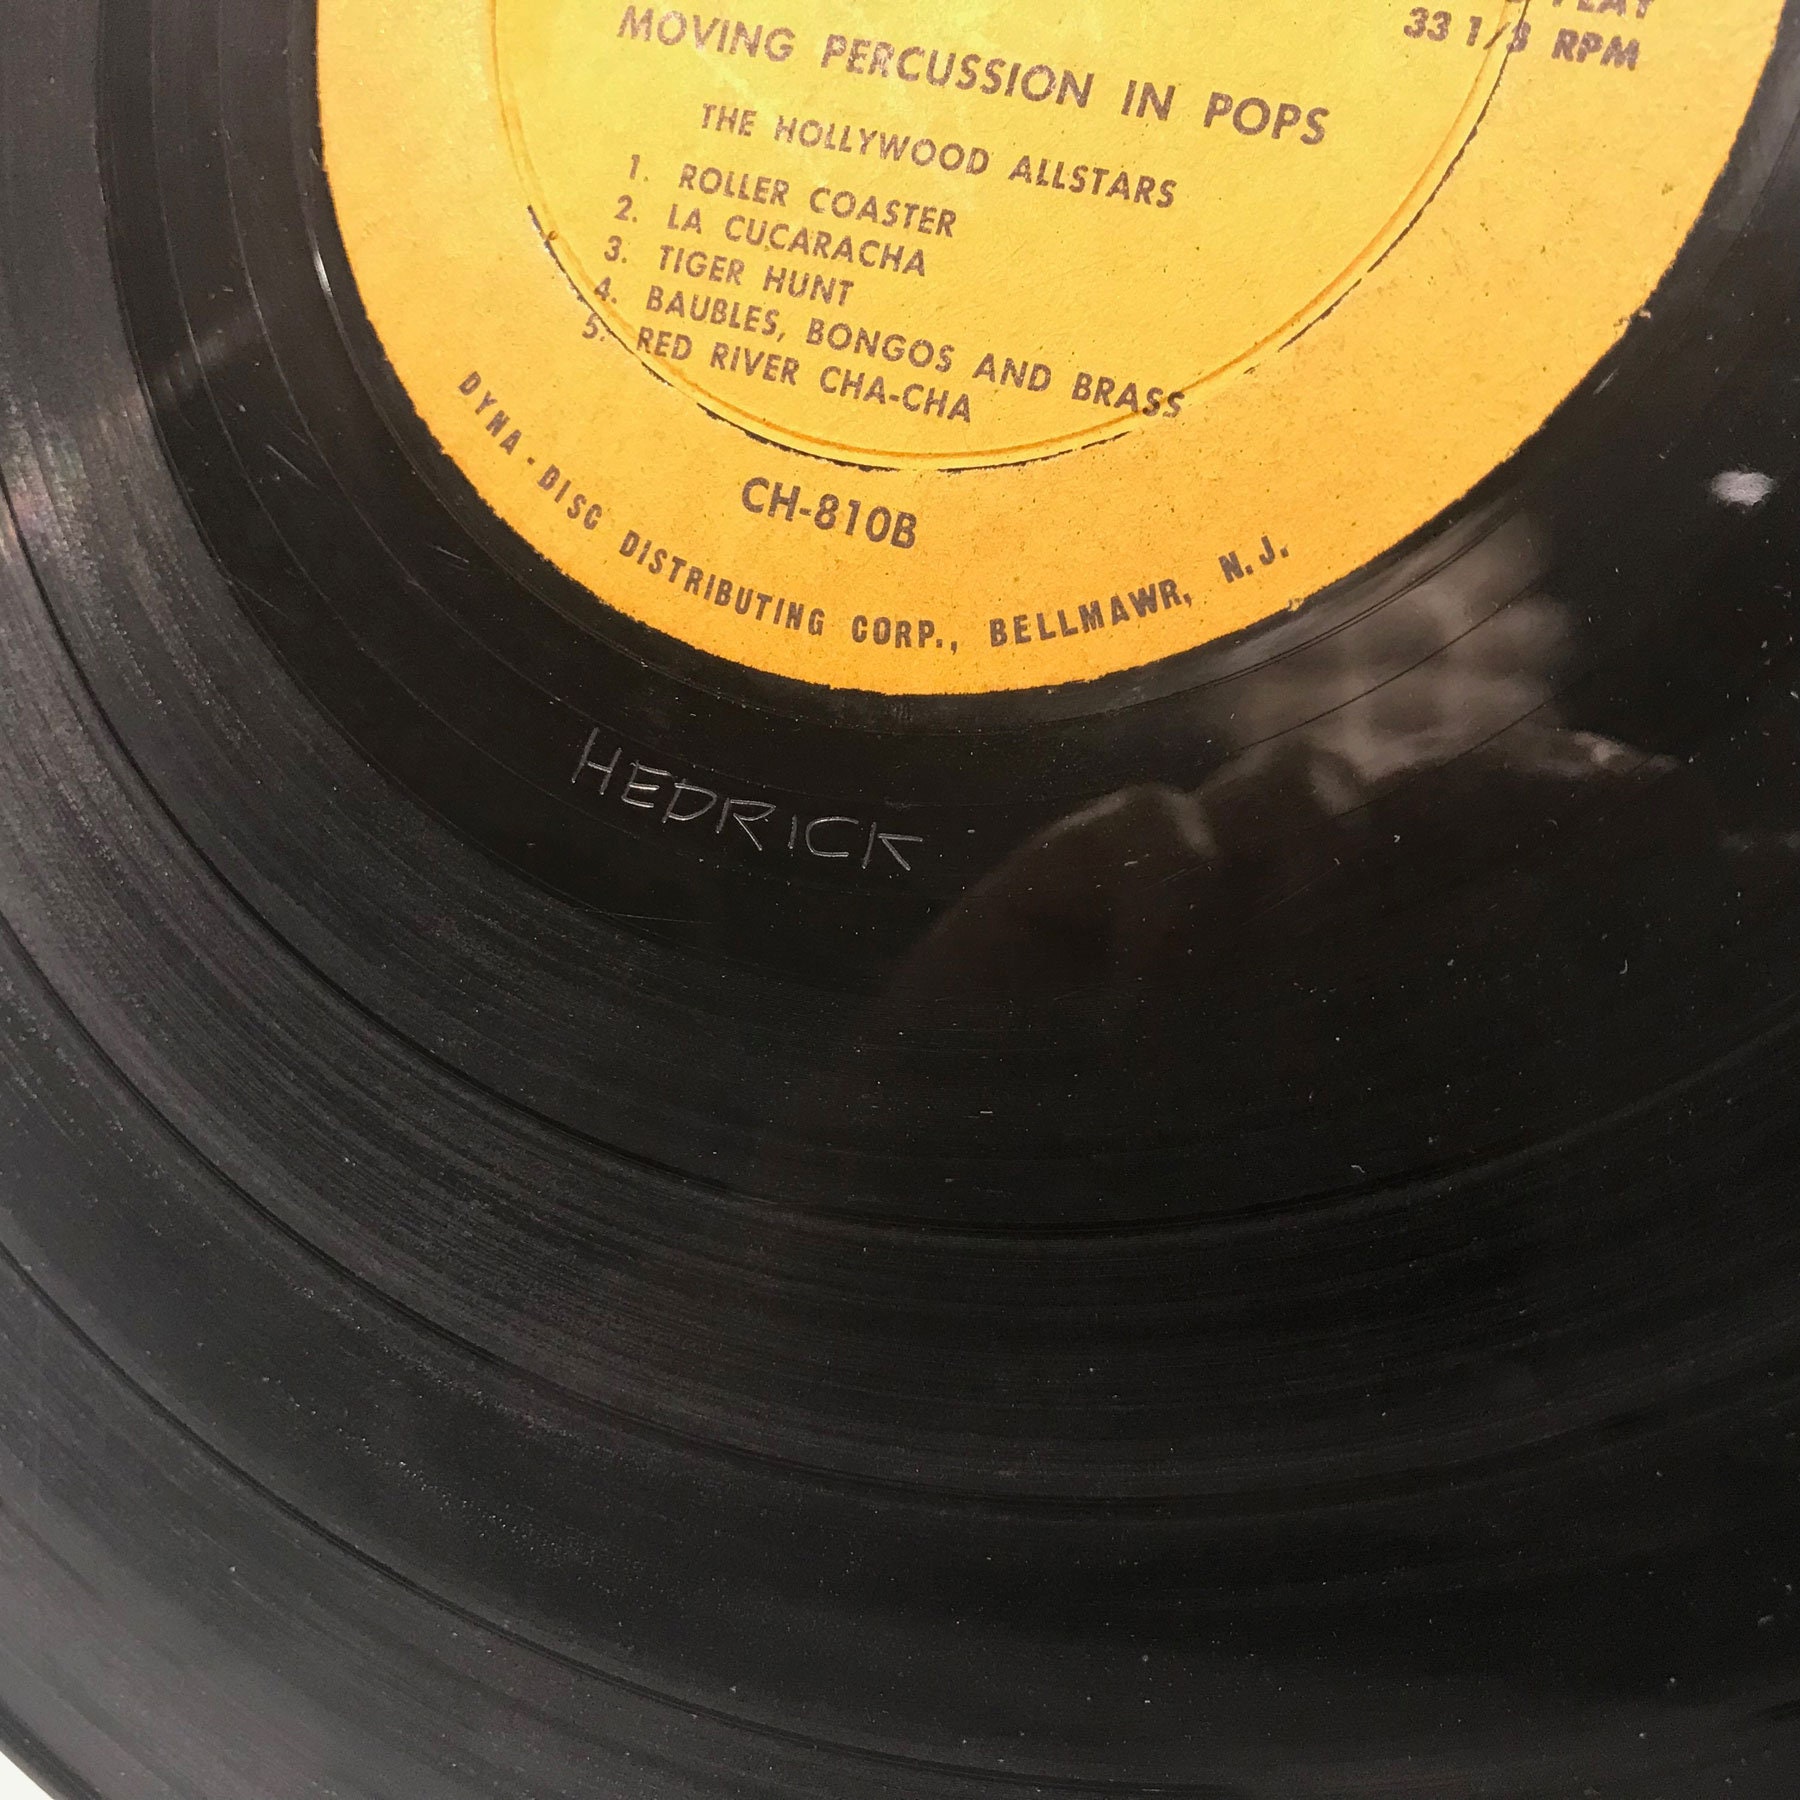 PLAY
33 1/3 RPM
MOVING PERCUSSION IN POPS
THE HOLLYWOOD ALLSTARS
1. ROLLER COASTER
2. LA CUCARACHA
3. TIGER HUNT
4. BAUBLES, BONGOS AND BRASS
5. RED RIVER CHA-CHA
CH-810B
DYNA-DISC DISTRIBUTING CORP., BELLMAWR, N.J.
HEDRICK